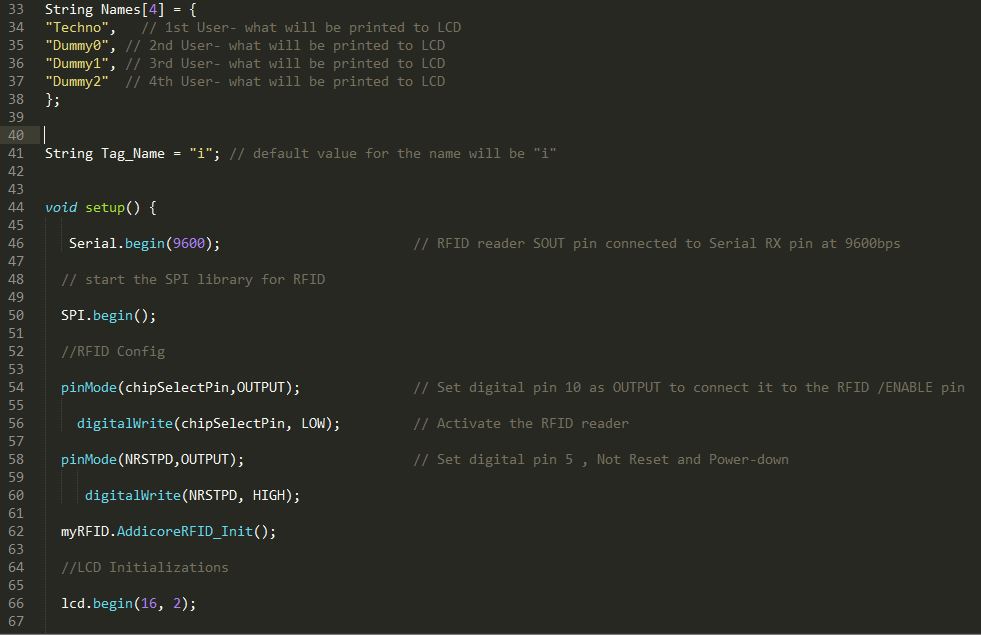 33 String Names[4] = {
34 "Techno",   // 1st User- what will be printed to LCD
35 "Dummy0", // 2nd User- what will be printed to LCD
36 "Dummy1", // 3rd User- what will be printed to LCD
37 "Dummy2"  // 4th User- what will be printed to LCD
38 };
39
40
41 String Tag_Name = "i"; // default value for the name will be "i"
42
43
44 void setup() {
45
46    Serial.begin(9600);                        // RFID reader SOUT pin connected to Serial RX pin at 9600bps
47
48   // start the SPI library for RFID
49
50   SPI.begin();
51
52   //RFID Config
53
54   pinMode(chipSelectPin,OUTPUT);              // Set digital pin 10 as OUTPUT to connect it to the RFID /ENABLE pin
55
56     digitalWrite(chipSelectPin, LOW);         // Activate the RFID reader
57
58   pinMode(NRSTPD,OUTPUT);                     // Set digital pin 5 , Not Reset and Power-down
59
60      digitalWrite(NRSTPD, HIGH);
61
62   myRFID.AddicoreRFID_Init();
63
64   //LCD Initializations
65
66   lcd.begin(16, 2);
67